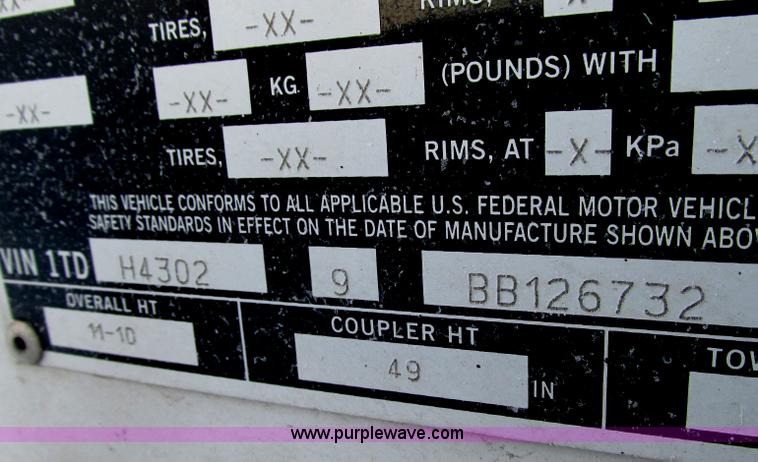 -XX-
TIRES, -XX- RIMS, -X-
-XX- -XX- KG -XX- (POUNDS) WITH
TIRES, -XX- RIMS, AT -X- KPa -X
THIS VEHICLE CONFORMS TO ALL APPLICABLE U.S. FEDERAL MOTOR VEHICL
SAFETY STANDARDS IN EFFECT ON THE DATE OF MANUFACTURE SHOWN ABOV
VIN 1TD H4302 9 BB126732
OVERALL HT COUPLER HT TOW
11-10 49 IN
www.purplewave.com